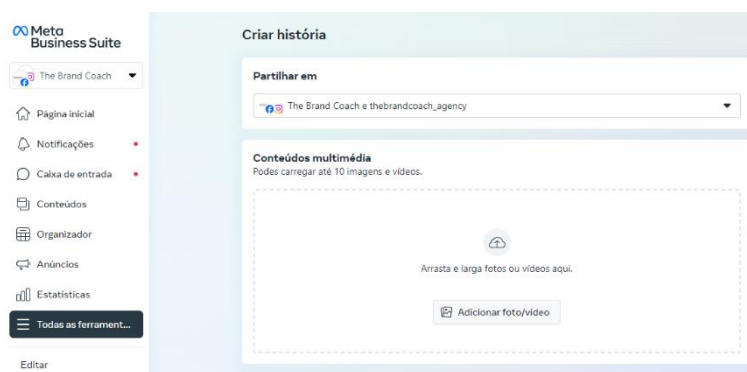 Meta
Business Suite
The Brand Coach
Página inicial
Notificações
Caixa de entrada
Conteúdos
Organizador
Anúncios
Estatísticas
Todas as ferrament...
Editar
Criar história
Partilhar em
The Brand Coach e thebrandcoach_agency
Conteúdos multimédia
Podes carregar até 10 imagens e vídeos.
Arrasta e larga fotos ou vídeos aqui.
Adicionar foto/vídeo